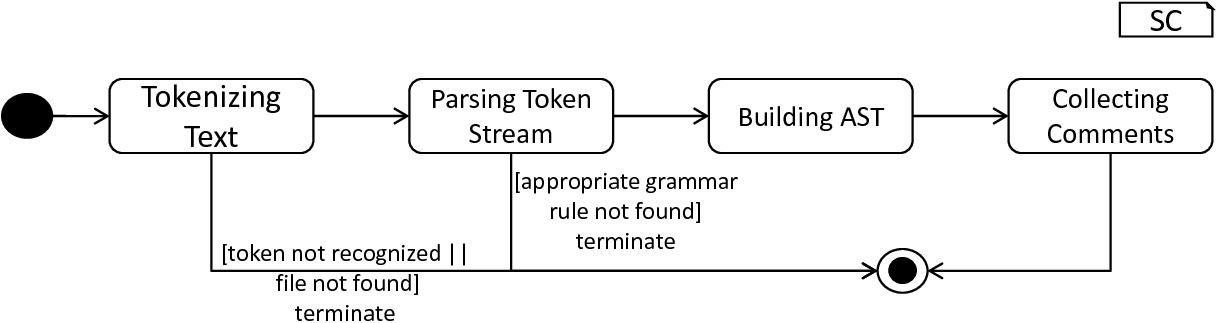 SC
Tokenizing
Text
Parsing Token
Stream
Building AST
Collecting
Comments
[appropriate grammar
rule not found]
terminate
[token not recognized ||
file not found]
terminate